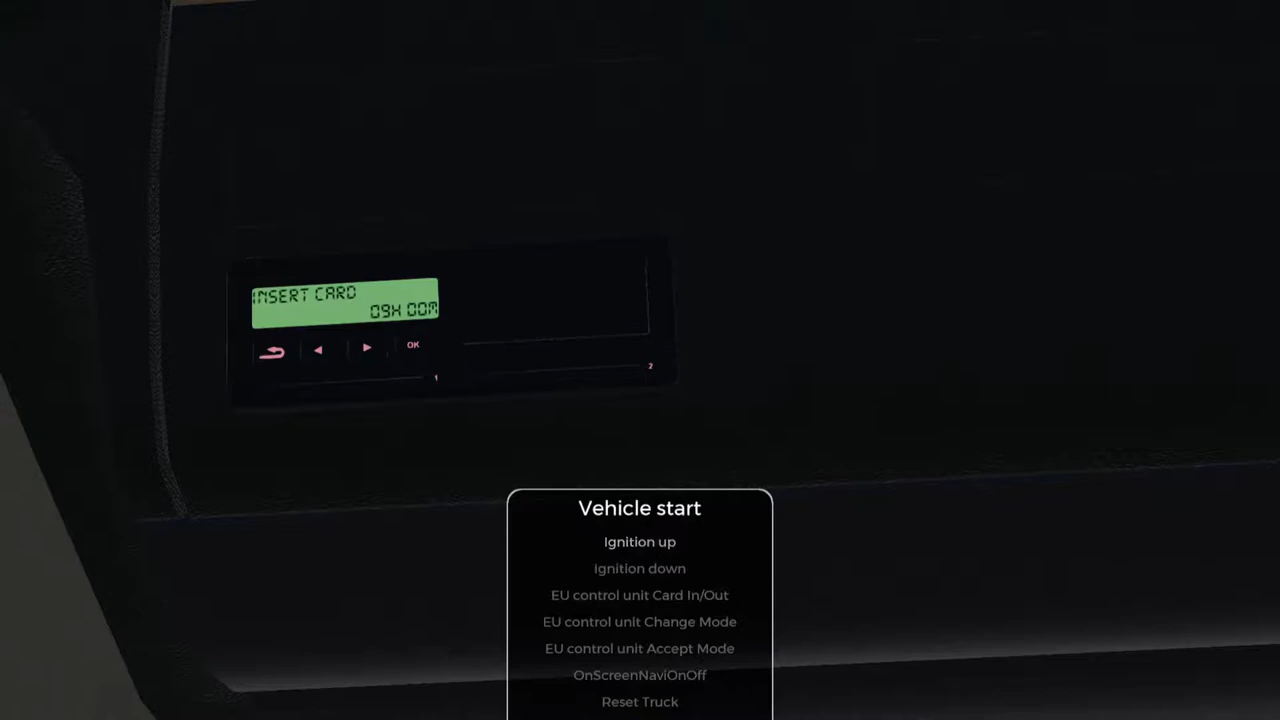 INSERT CARD
09H 00M
OK
1
2
Vehicle start
Ignition up
Ignition down
EU control unit Card In/Out
EU control unit Change Mode
EU control unit Accept Mode
OnScreenNaviOnOff
Reset Truck